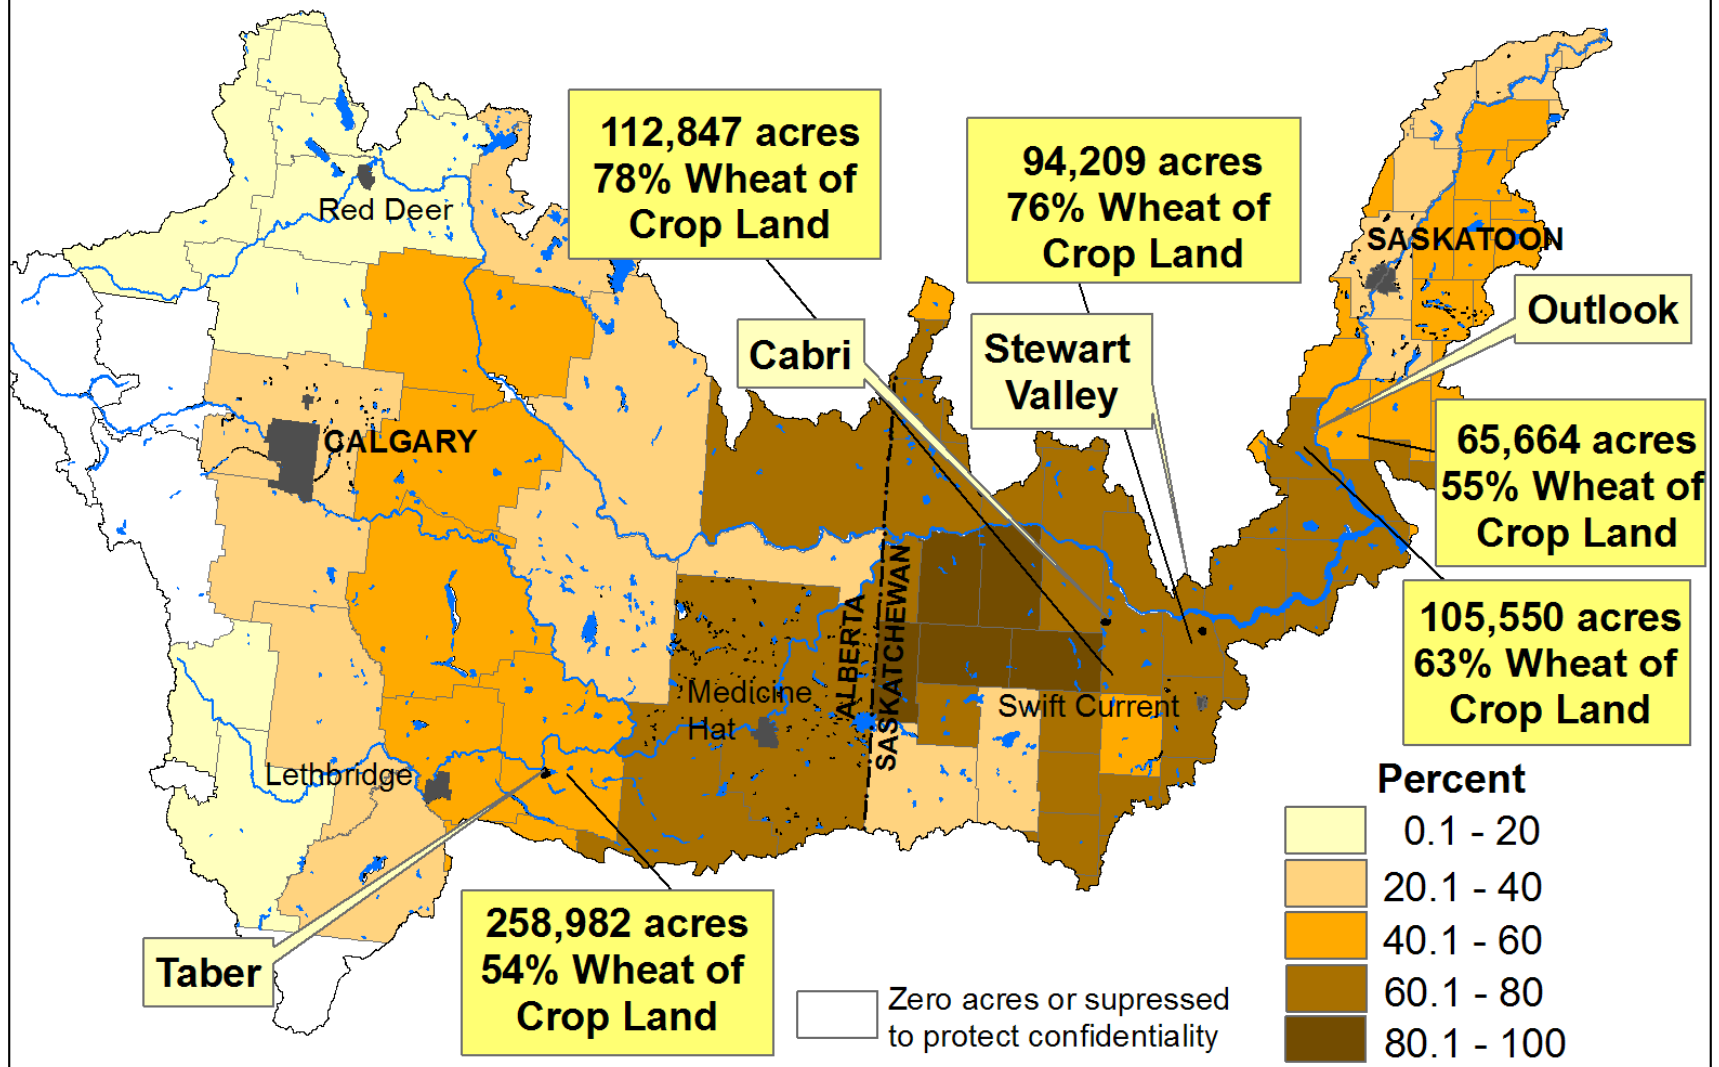 112,847 acres
78% Wheat of
Crop Land
94,209 acres
76% Wheat of
Crop Land
Red Deer
SASKATOON
Outlook
Cabri
Stewart
Valley
CALGARY
65,664 acres
55% Wheat of
Crop Land
105,550 acres
63% Wheat of
Crop Land
ALBERTA
SASKATCHEWAN
Medicine
Hat
Swift Current
Lethbridge
Taber
258,982 acres
54% Wheat of
Crop Land
Zero acres or supressed
to protect confidentiality
Percent
0.1 - 20
20.1 - 40
40.1 - 60
60.1 - 80
80.1 - 100